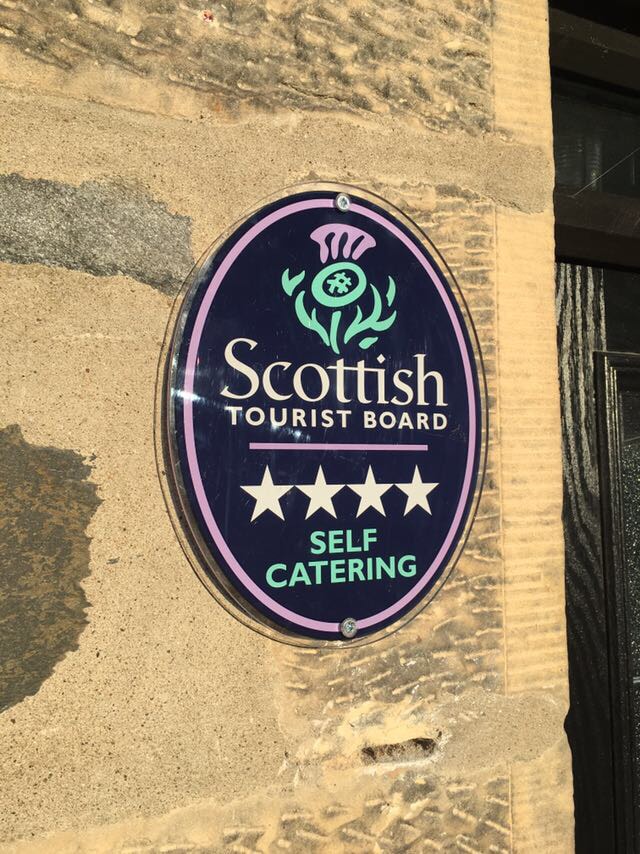 Scottish
TOURIST BOARD
SELF
CATERING